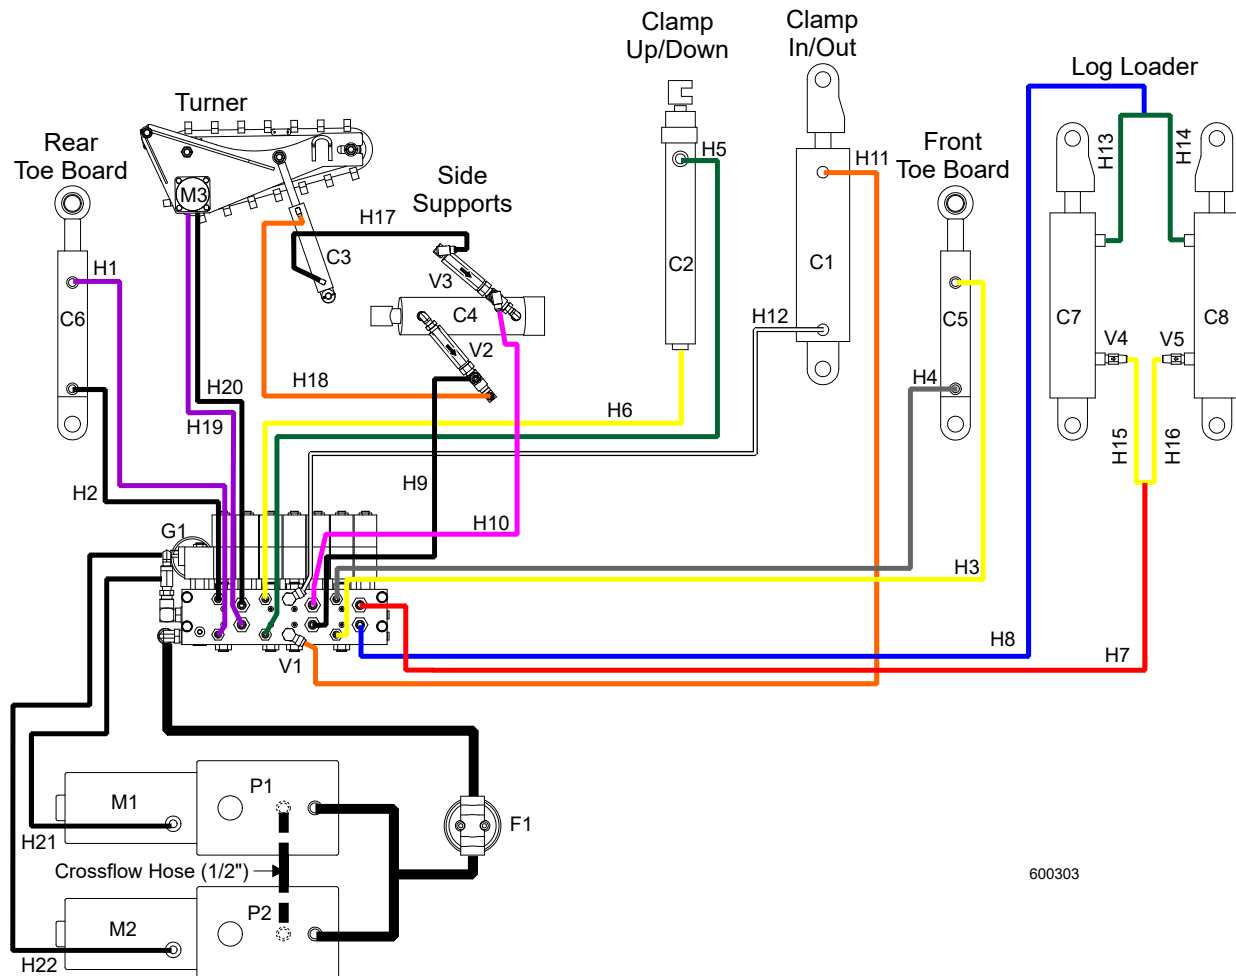 Clamp
Up/Down
Clamp
In/Out
Log Loader
Turner
Rear
Toe Board
Side
Supports
Front
Toe Board
H5
H11
H13
H14
M3
H17
H1
C3
V3
C2
C1
C6
C4
C5
C7
C8
H12
V4
V5
V2
H18
H4
H20
H6
H19
H15
H16
H2
H9
G1
H10
H3
V1
H8
H7
P1
M1
F1
H21
Crossflow Hose (1/2")
600303
P2
M2
H22